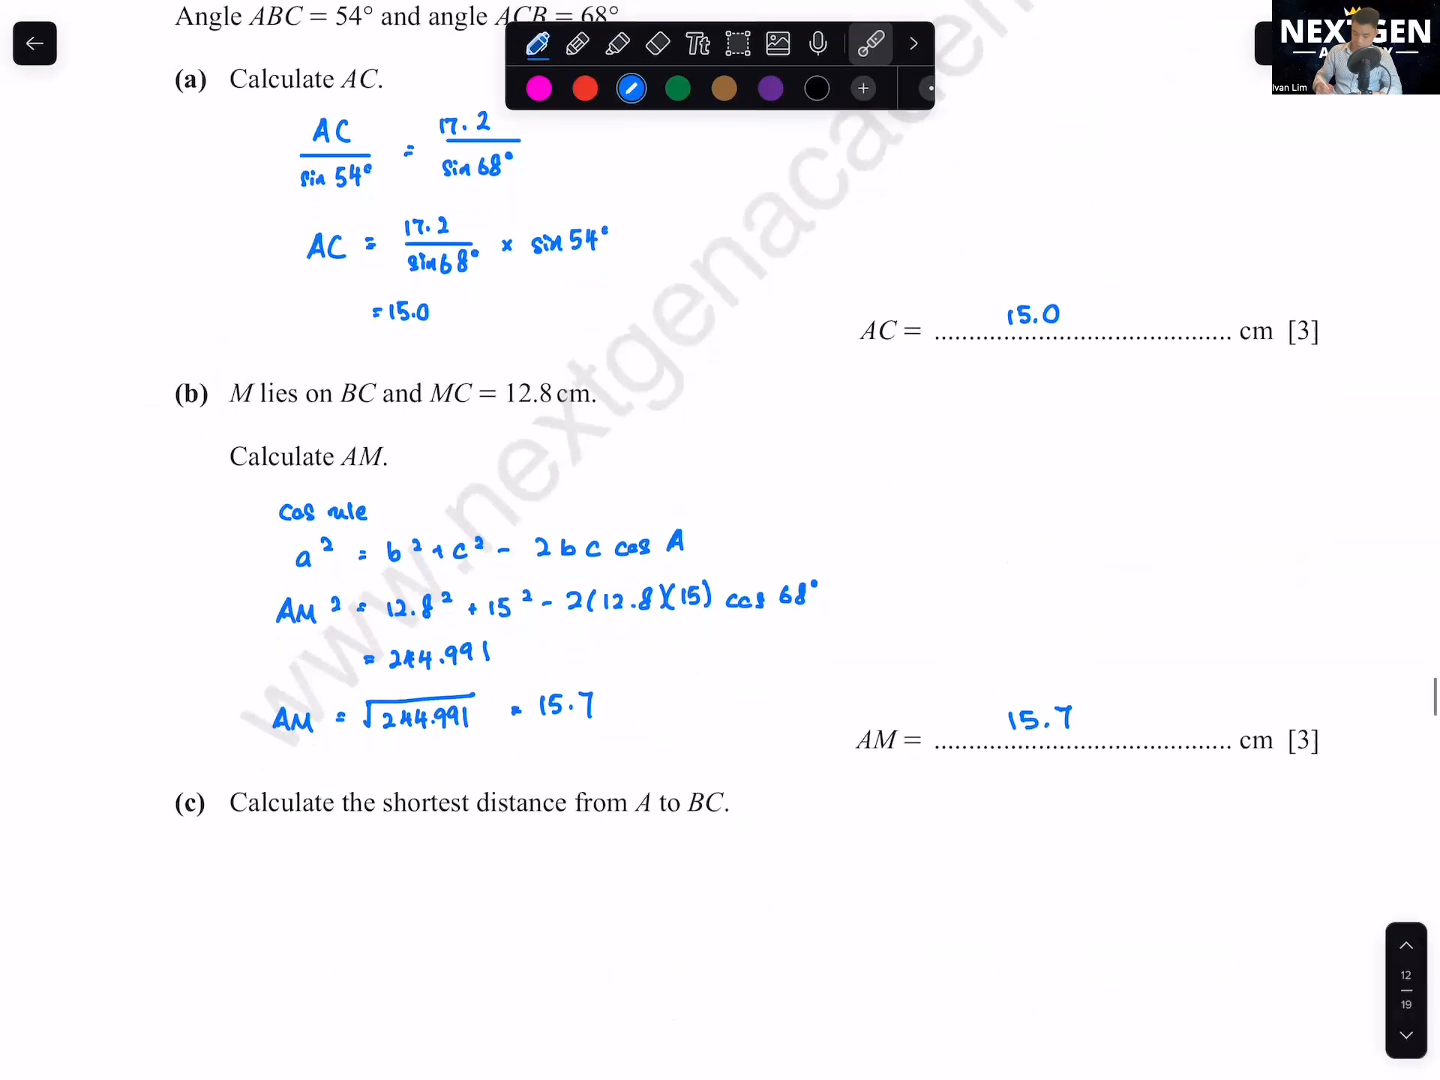 Angle ABC = 54° and angle ACB = 68°
NEXTGEN
Ivan Lim
Tt
(a) Calculate AC.
AC / sin 54° = 17.2 / sin 68°
AC = 17.2 / sin 68° × sin 54°
= 15.0
15.0
AC = .......................................... cm [3]
(b) M lies on BC and MC = 12.8 cm.
Calculate AM.
cos rule
a² = b² + c² - 2bc cos A
AM² = 12.8² + 15² - 2(12.8)(15) cos 68°
= 244.991
AM = √244.991 = 15.7
15.7
AM = .......................................... cm [3]
(c) Calculate the shortest distance from A to BC.
12
19
www.nextgenacade